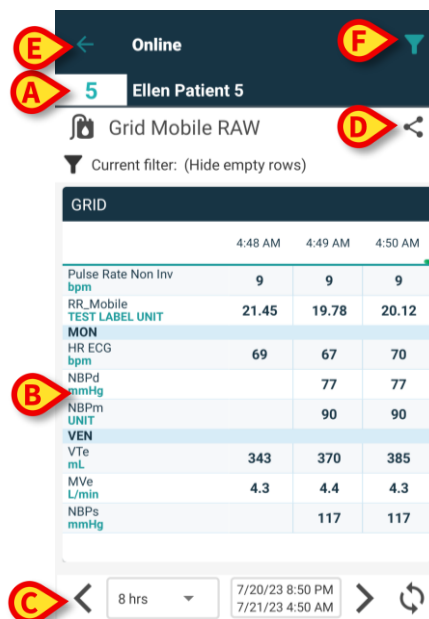 E
Online
F
A
5
Ellen Patient 5
Grid Mobile RAW
D
Current filter: (Hide empty rows)
GRID
4:48 AM 4:49 AM 4:50 AM
Pulse Rate Non Inv
bpm
9 9 9
RR_Mobile
TEST LABEL UNIT
21.45 19.78 20.12
MON
HR ECG
bpm
69 67 70
NBPd
mmHg
77 77
B
NBPm
UNIT
90 90
VEN
VTe
mL
343 370 385
MVe
L/min
4.3 4.4 4.3
NBPs
mmHg
117 117
C
8 hrs
7/20/23 8:50 PM
7/21/23 4:50 AM